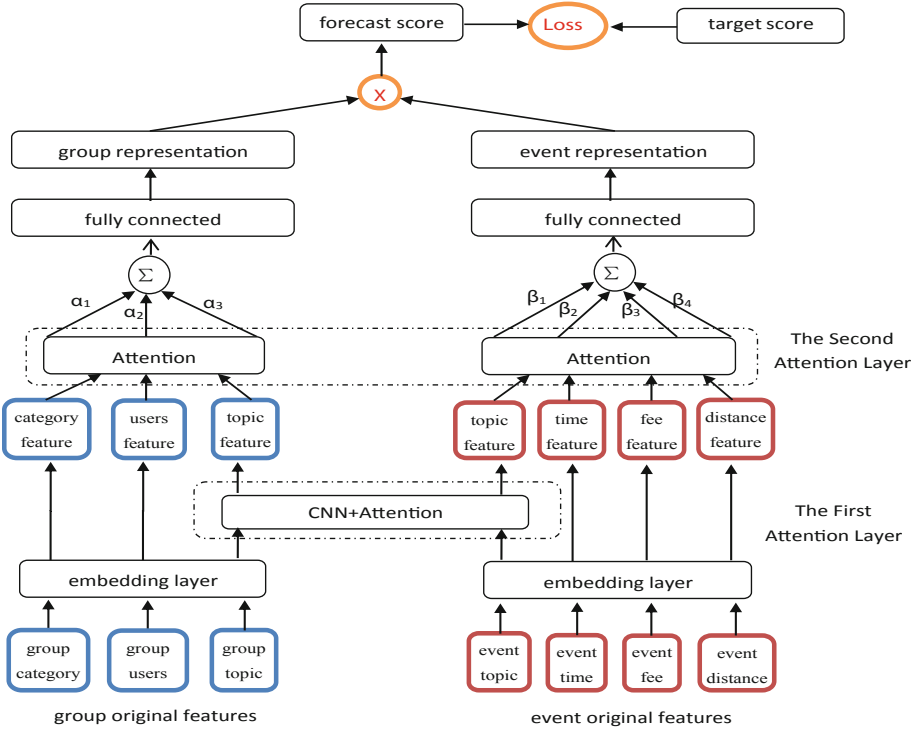 forecast score
Loss
target score
x
group representation
event representation
fully connected
fully connected
Σ
Σ
α1
α2
α3
β1
β2
β3
β4
The Second
Attention Layer
Attention
Attention
category
feature
users
feature
topic
feature
topic
feature
time
feature
fee
feature
distance
feature
CNN+Attention
The First
Attention Layer
embedding layer
embedding layer
group
category
group
users
group
topic
event
topic
event
time
event
fee
event
distance
group original features
event original features